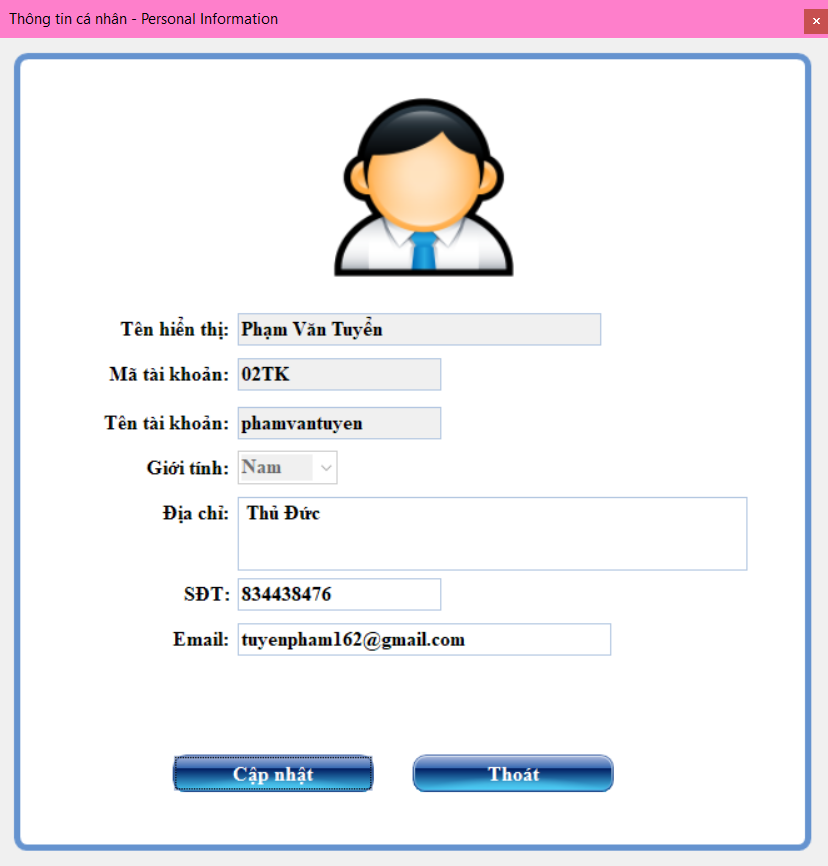 Thông tin cá nhân - Personal Information
Tên hiển thị: Phạm Văn Tuyển
Mã tài khoản: 02TK
Tên tài khoản: phamvantuyen
Giới tính: Nam
Địa chỉ: Thủ Đức
SĐT: 834438476
Email: tuyenpham162@gmail.com
Cập nhật Thoát